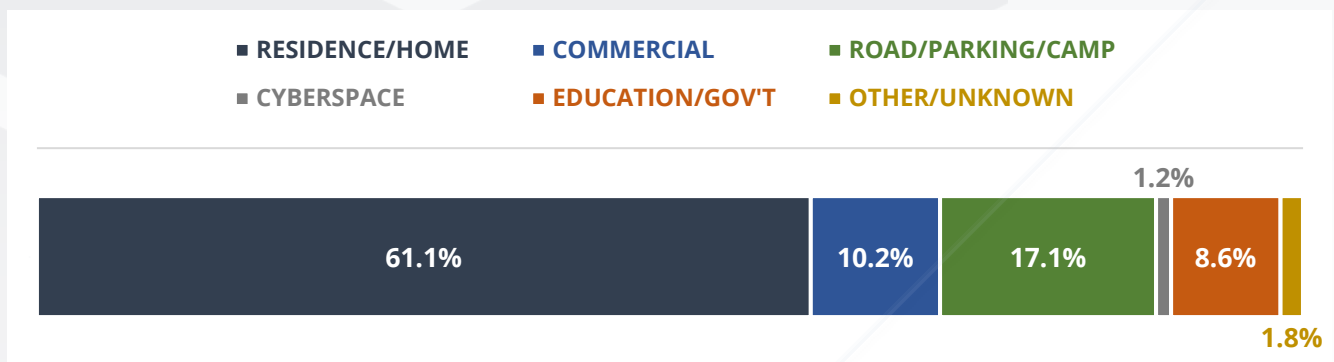 RESIDENCE/HOME COMMERCIAL ROAD/PARKING/CAMP
CYBERSPACE EDUCATION/GOV'T OTHER/UNKNOWN
1.2%
61.1% 10.2% 17.1% 8.6%
1.8%